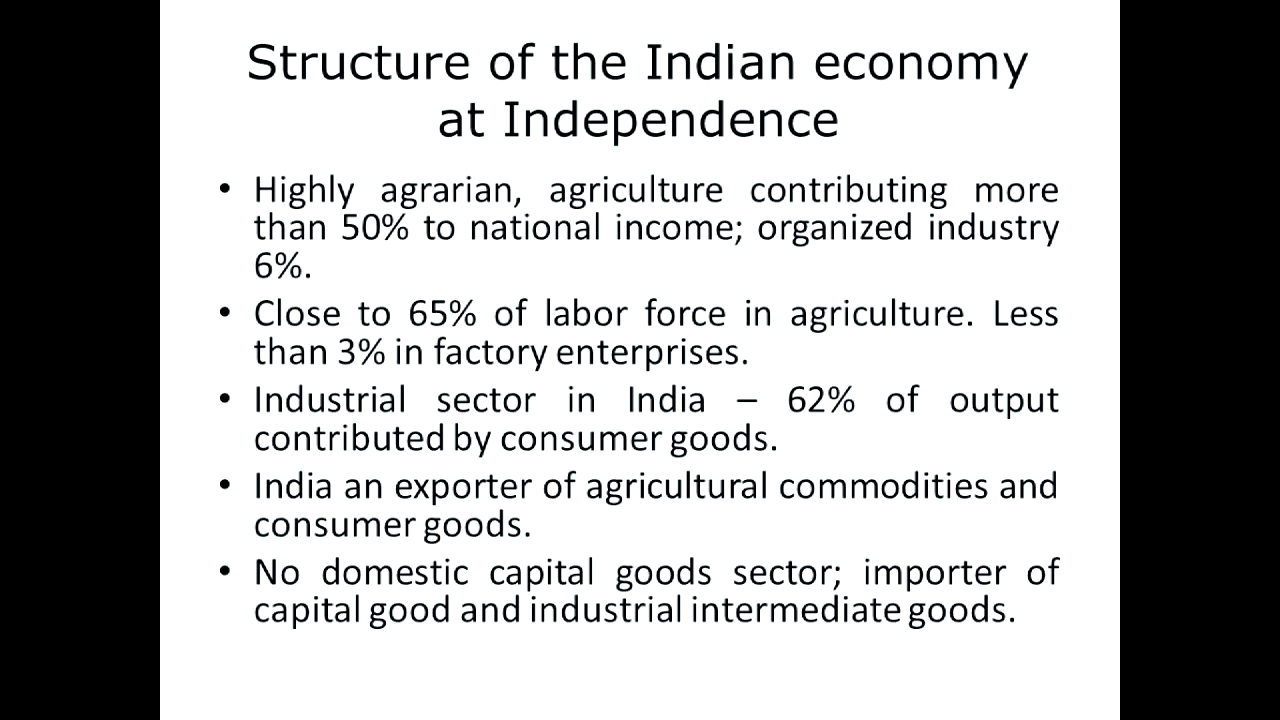 Structure of the Indian economy
at Independence
• Highly agrarian, agriculture contributing more
than 50% to national income; organized industry
6%.
• Close to 65% of labor force in agriculture. Less
than 3% in factory enterprises.
• Industrial sector in India – 62% of output
contributed by consumer goods.
• India an exporter of agricultural commodities and
consumer goods.
• No domestic capital goods sector; importer of
capital good and industrial intermediate goods.